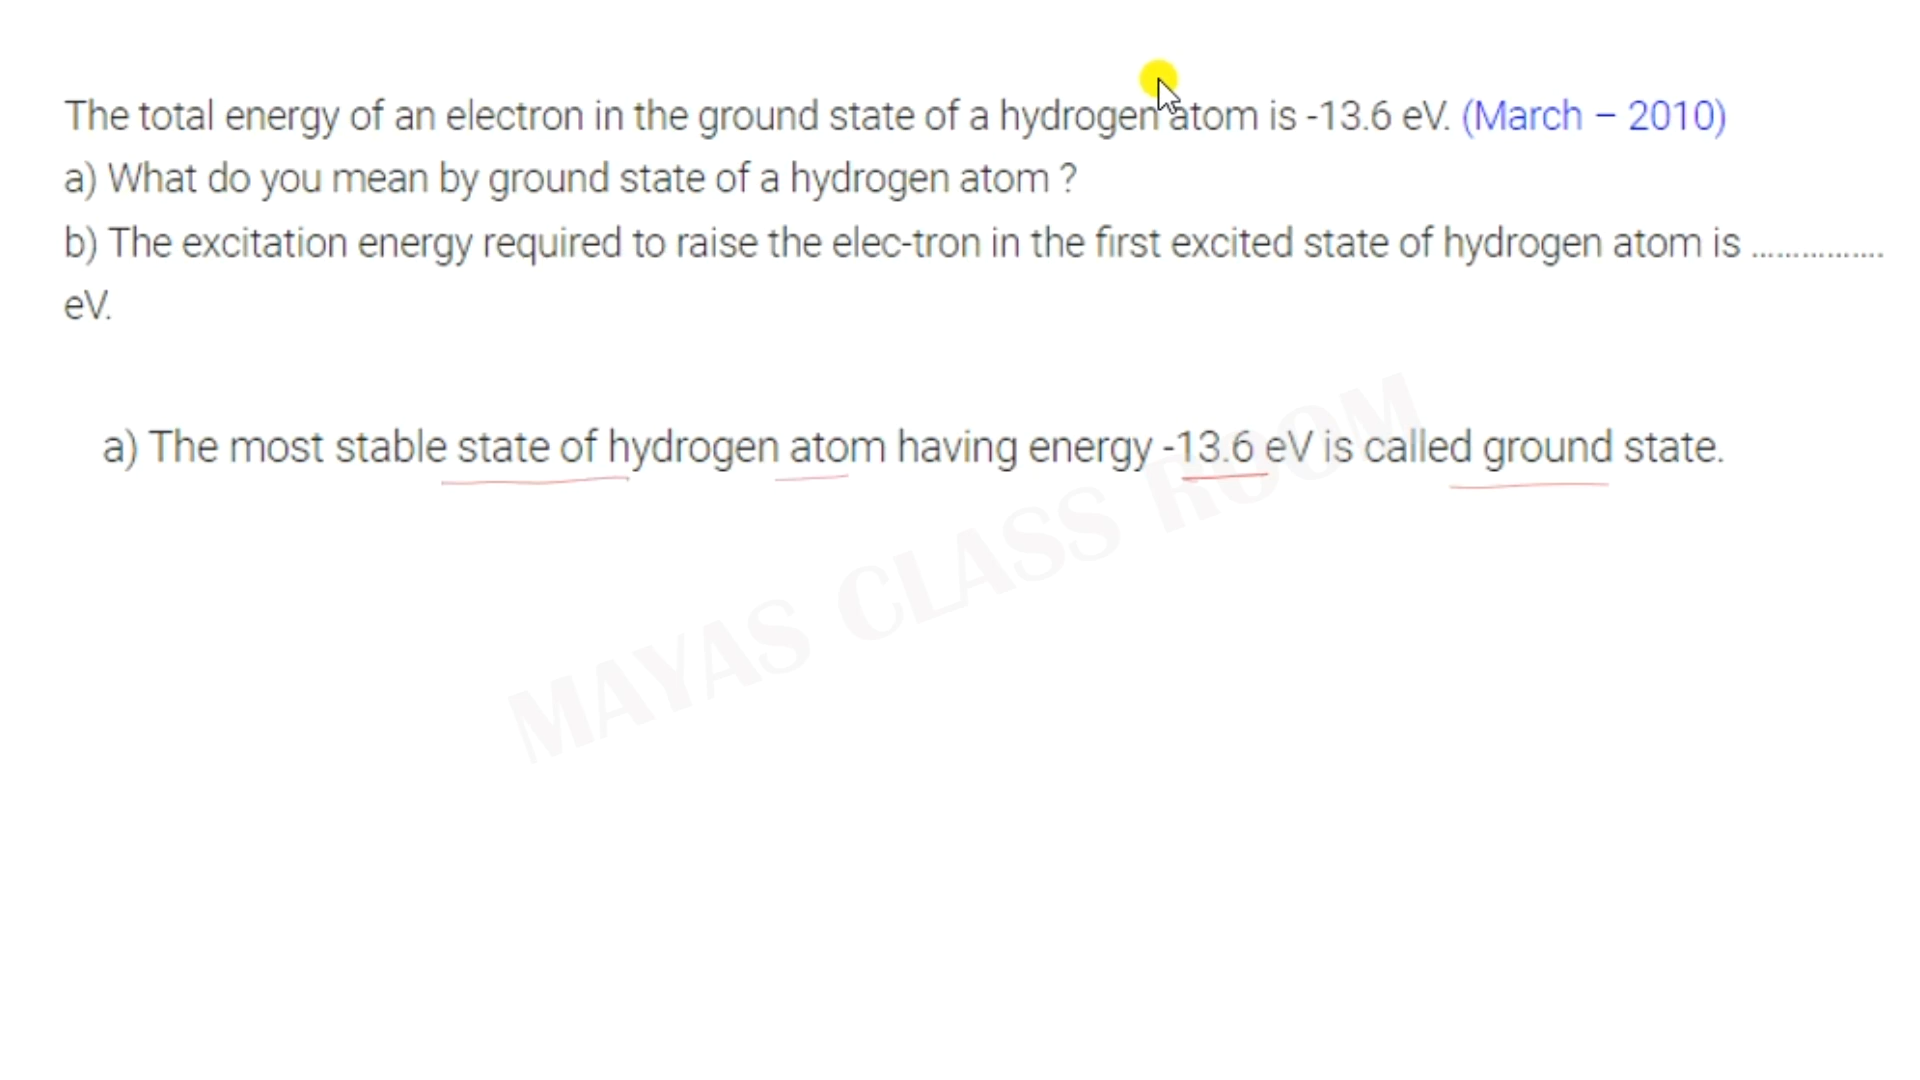 The total energy of an electron in the ground state of a hydrogen atom is -13.6 eV. (March – 2010)
a) What do you mean by ground state of a hydrogen atom ?
b) The excitation energy required to raise the elec-tron in the first excited state of hydrogen atom is ................
eV.
a) The most stable state of hydrogen atom having energy -13.6 eV is called ground state.
MAYAS CLASS ROOM